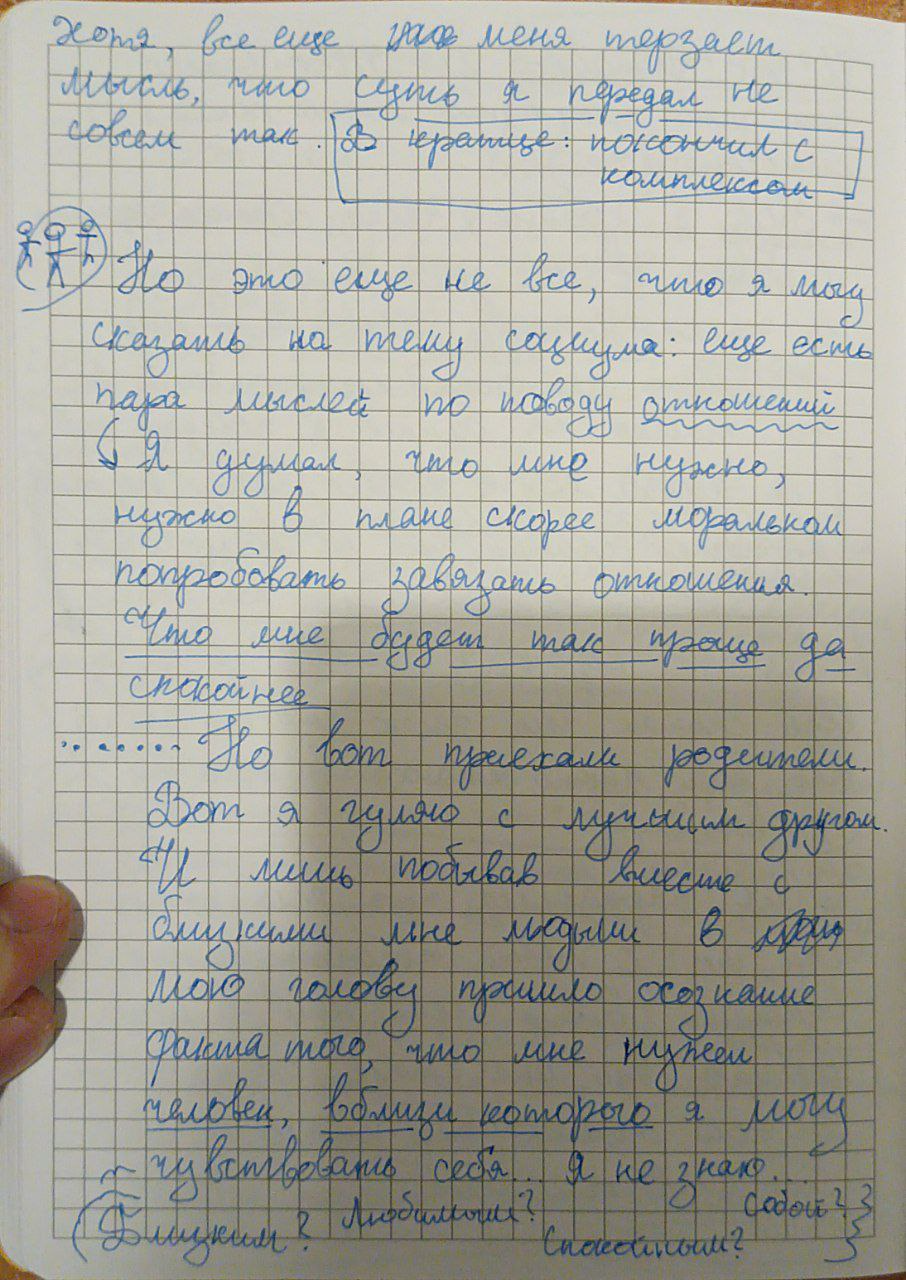 Хотя, все еще меня терзает
мысль, что суть я передал не
совсем так. В кратце: покончил с
комплексом
Но это еще не все, что я могу
сказать на тему социума: еще есть
пара мыслей по поводу отношений
Я думал, что мне нужно,
нужно в плане скорее моральном
попробовать завязать отношения.
Что мне будет так проще да
спокойнее
Но вот приехали родители.
Вот я гуляю с лучшим другом.
И лишь побывав вместе с
близкими мне людьми в
мою голову пришло осознание
факта того, что мне нужен
человек, вблизи которого я могу
чувствовать себя... Я не знаю...
Близким? Любимым? Спокойным? Собой?